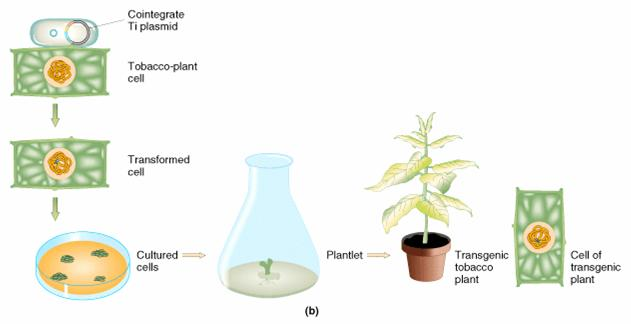 Cointegrate
Ti plasmid
Tobacco-plant
cell
Transformed
cell
Cultured
cells
Plantlet
Transgenic
tobacco
plant
Cell of
transgenic
plant
(b)